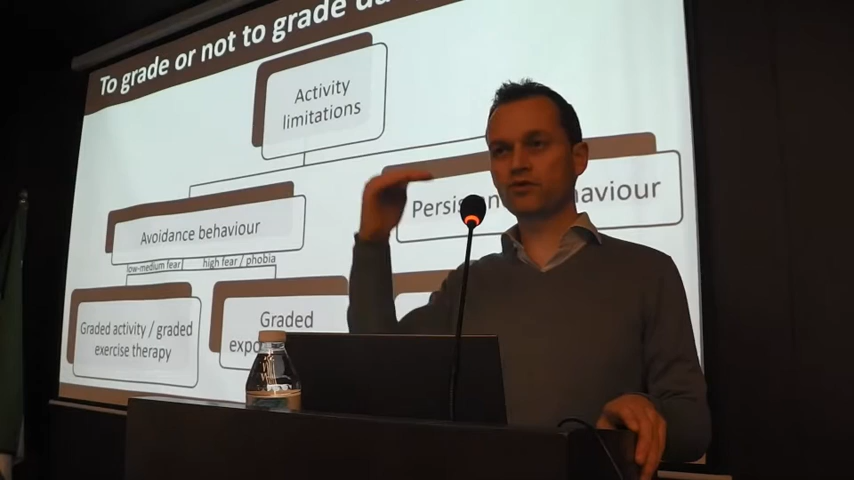 To grade or not to grade
Activity
limitations
Avoidance behaviour
behaviour
low-medium fear
high fear / phobia
Graded activity / graded
exercise therapy
Graded